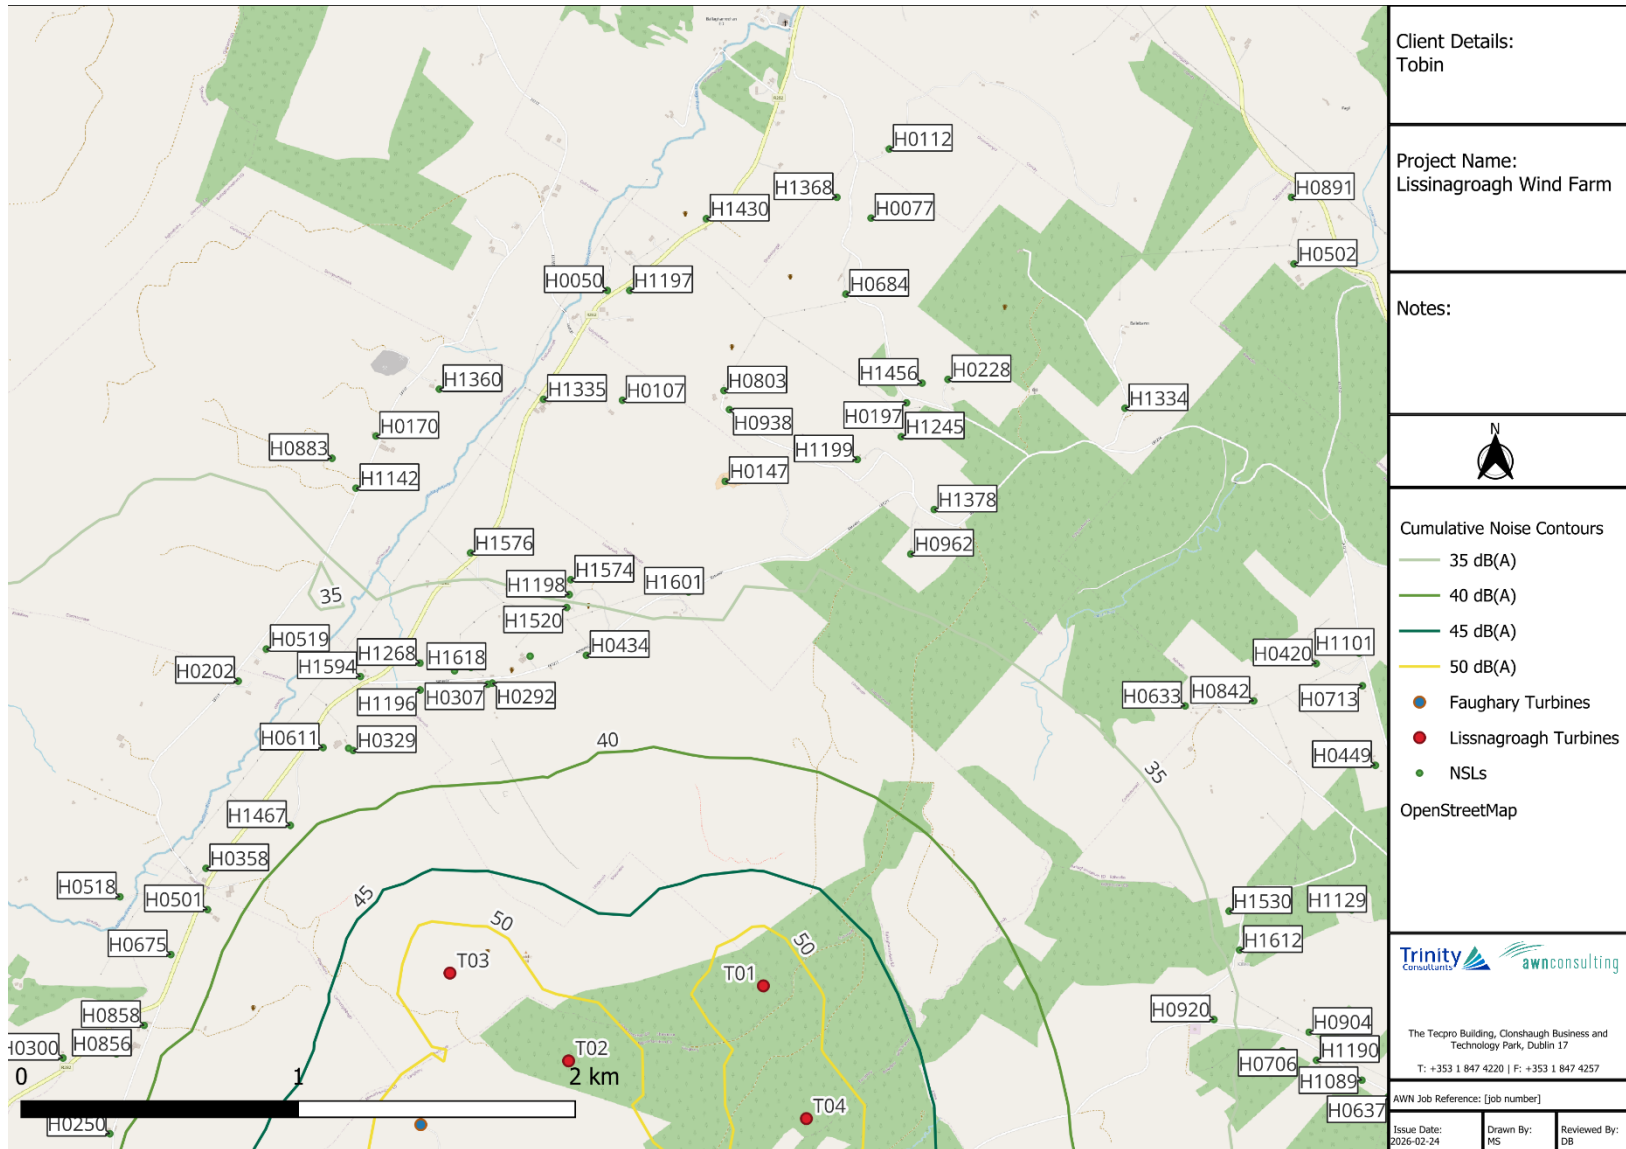 Client Details:
Tobin
Project Name:
Lissinagroagh Wind Farm
Notes:
N
Cumulative Noise Contours
35 dB(A)
40 dB(A)
45 dB(A)
50 dB(A)
Faughary Turbines
Lissnagroagh Turbines
NSLs
OpenStreetMap
Trinity
Consultants
awnconsulting
The Tecpro Building, Clonshaugh Business and
Technology Park, Dublin 17
T: +353 1 847 4220 | F: +353 1 847 4257
AWN Job Reference: [job number]
Issue Date:
2026-02-24
Drawn By:
MS
Reviewed By:
DB
H0112
H1368
H0077
H0891
H1430
H0502
H0050
H1197
H0684
H1360
H1335
H0107
H0803
H1456
H0228
H0938
H0197
H1334
H0170
H1245
H0883
H1199
H1142
H0147
H1378
H1576
H0962
H1574
H1198
H1601
35
H1520
H0519
H1268
H1618
H0434
H1594
H0202
H1196
H0307
H0292
H0420
H1101
H0633
H0842
H0713
H0611
H0329
40
H0449
35
H1467
H0358
H0518
H0501
45
50
H1530
H1129
H0675
50
H1612
T03
T01
H0858
H0920
H0904
H0300
H0856
T02
H1190
H0706
0
1
2 km
H1089
T04
H0637
H0250